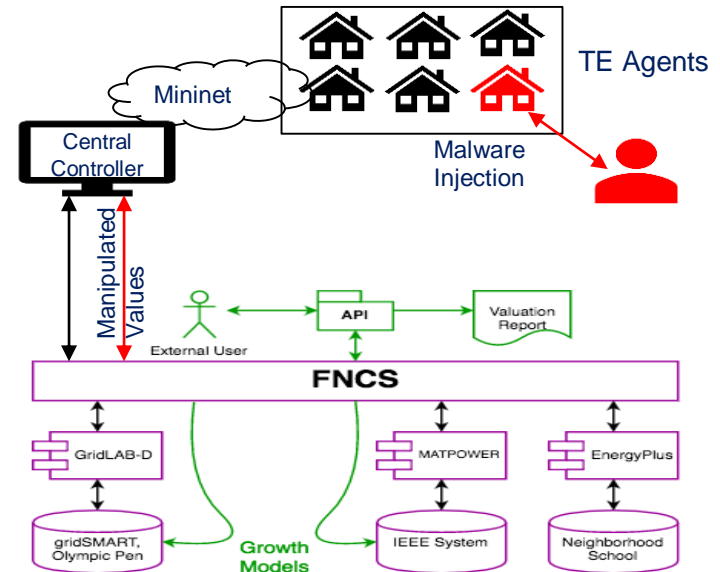 TE Agents
Mininet
Central
Controller
Malware
Injection
Manipulated
Values
External User
API
Valuation
Report
FNCS
GridLAB-D
MATPOWER
EnergyPlus
gridSMART,
Olympic Pen
Growth
Models
IEEE System
Neighborhood
School